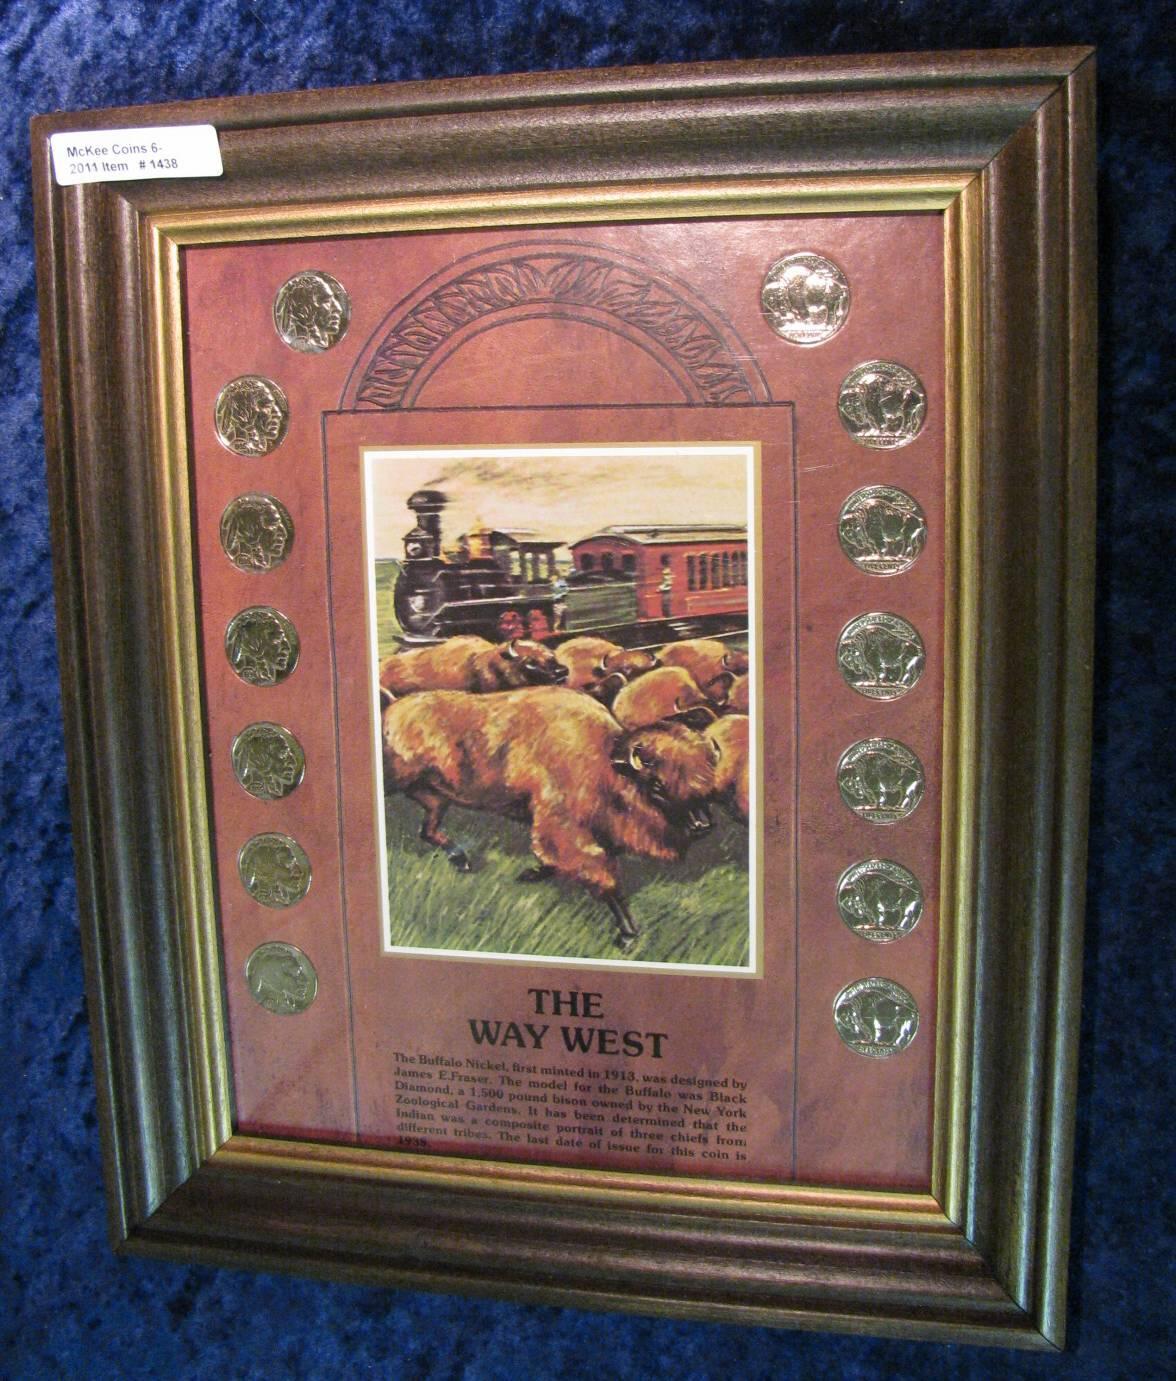 McKee Coins 6-
2011 Item # 1438
THE
WAY WEST
The Buffalo Nickel, first minted in 1913, was designed by
James E.Fraser. The model for the Buffalo was Black
Diamond, a 1,500 pound bison owned by the New York
Zoological Gardens. It has been determined that the
Indian was a composite portrait of three chiefs from
different tribes. The last date of issue for this coin is
1938.